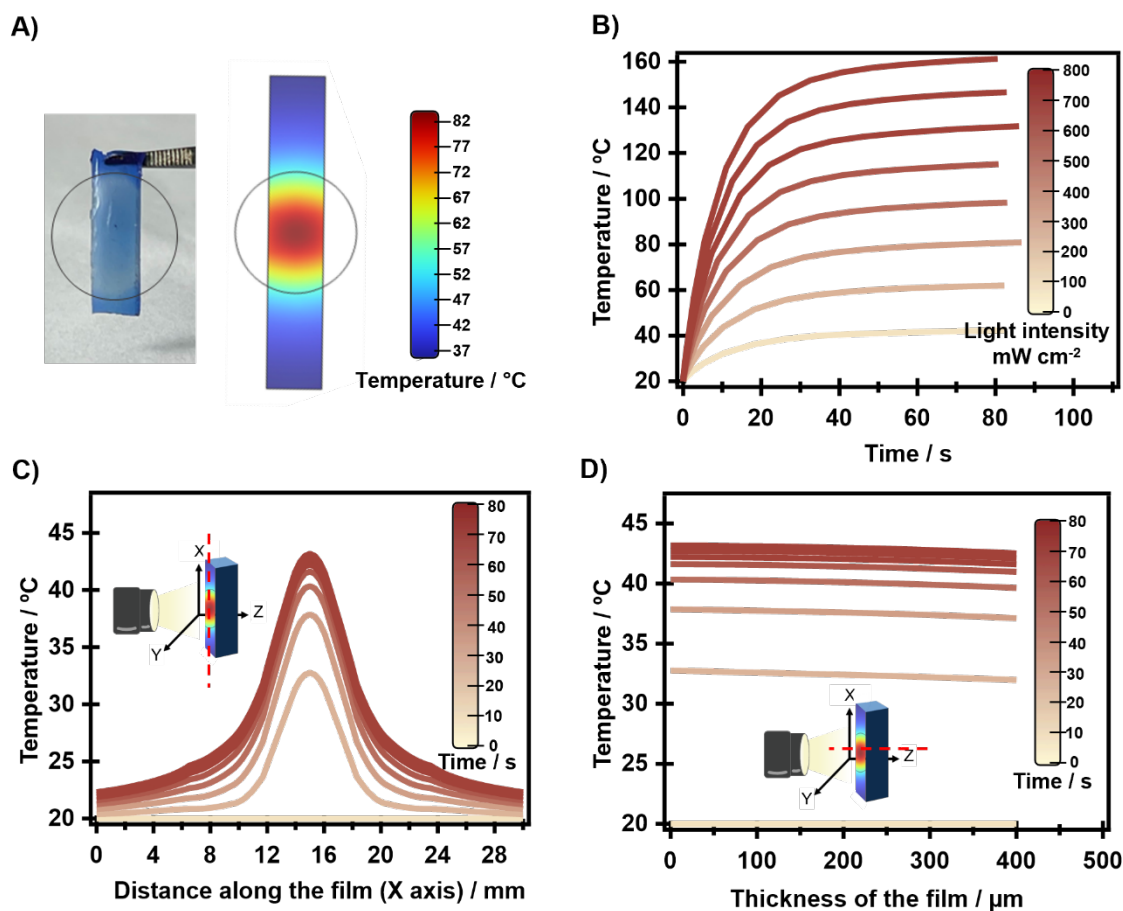 A)
82
77
72
67
62
57
52
47
42
37
Temperature / °C
B)
160
140
120
100
80
60
40
20
Temperature / ºC
0 20 40 60 80 100
Time / s
800
700
600
500
400
300
200
100
0
Light intensity
mW cm-2
C)
45
40
35
30
25
20
Temperature / ºC
0 4 8 12 16 20 24 28
Distance along the film (X axis) / mm
X
Z
Y
80
70
60
50
40
30
20
10
0
Time / s
D)
45
40
35
30
25
20
Temperature / ºC
0 100 200 300 400 500
Thickness of the film / µm
X
Z
Y
80
70
60
50
40
30
20
10
0
Time / s